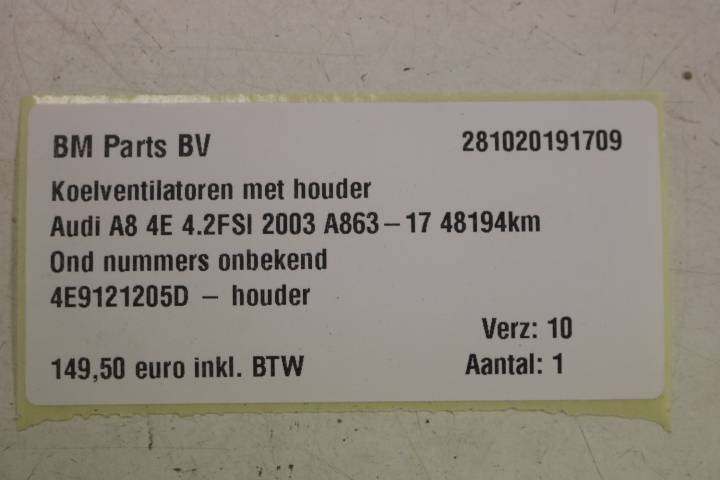 BM Parts BV 281020191709
Koelventilatoren met houder
Audi A8 4E 4.2FSI 2003 A863-17 48194km
Ond nummers onbekend
4E9121205D - houder
Verz: 10
149,50 euro inkl. BTW Aantal: 1